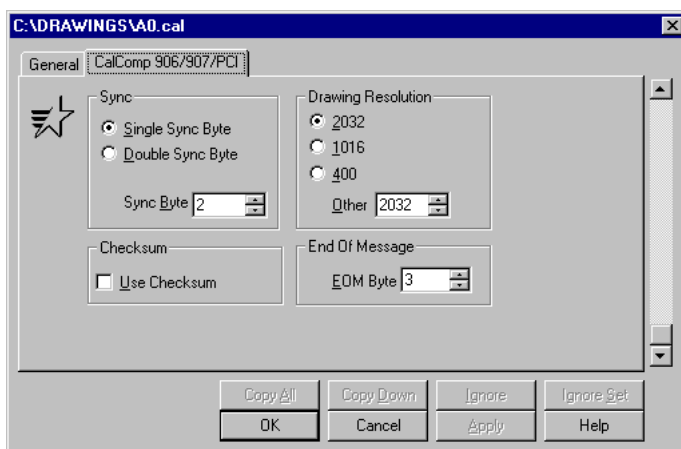 C:\DRAWINGS\A0.cal
General CalComp 906/907/PCI
Sync
Single Sync Byte
Double Sync Byte
Sync Byte 2
Drawing Resolution
2032
1016
400
Other 2032
Checksum
Use Checksum
End Of Message
EOM Byte 3
Copy All Copy Down Ignore Ignore Set
OK Cancel Apply Help